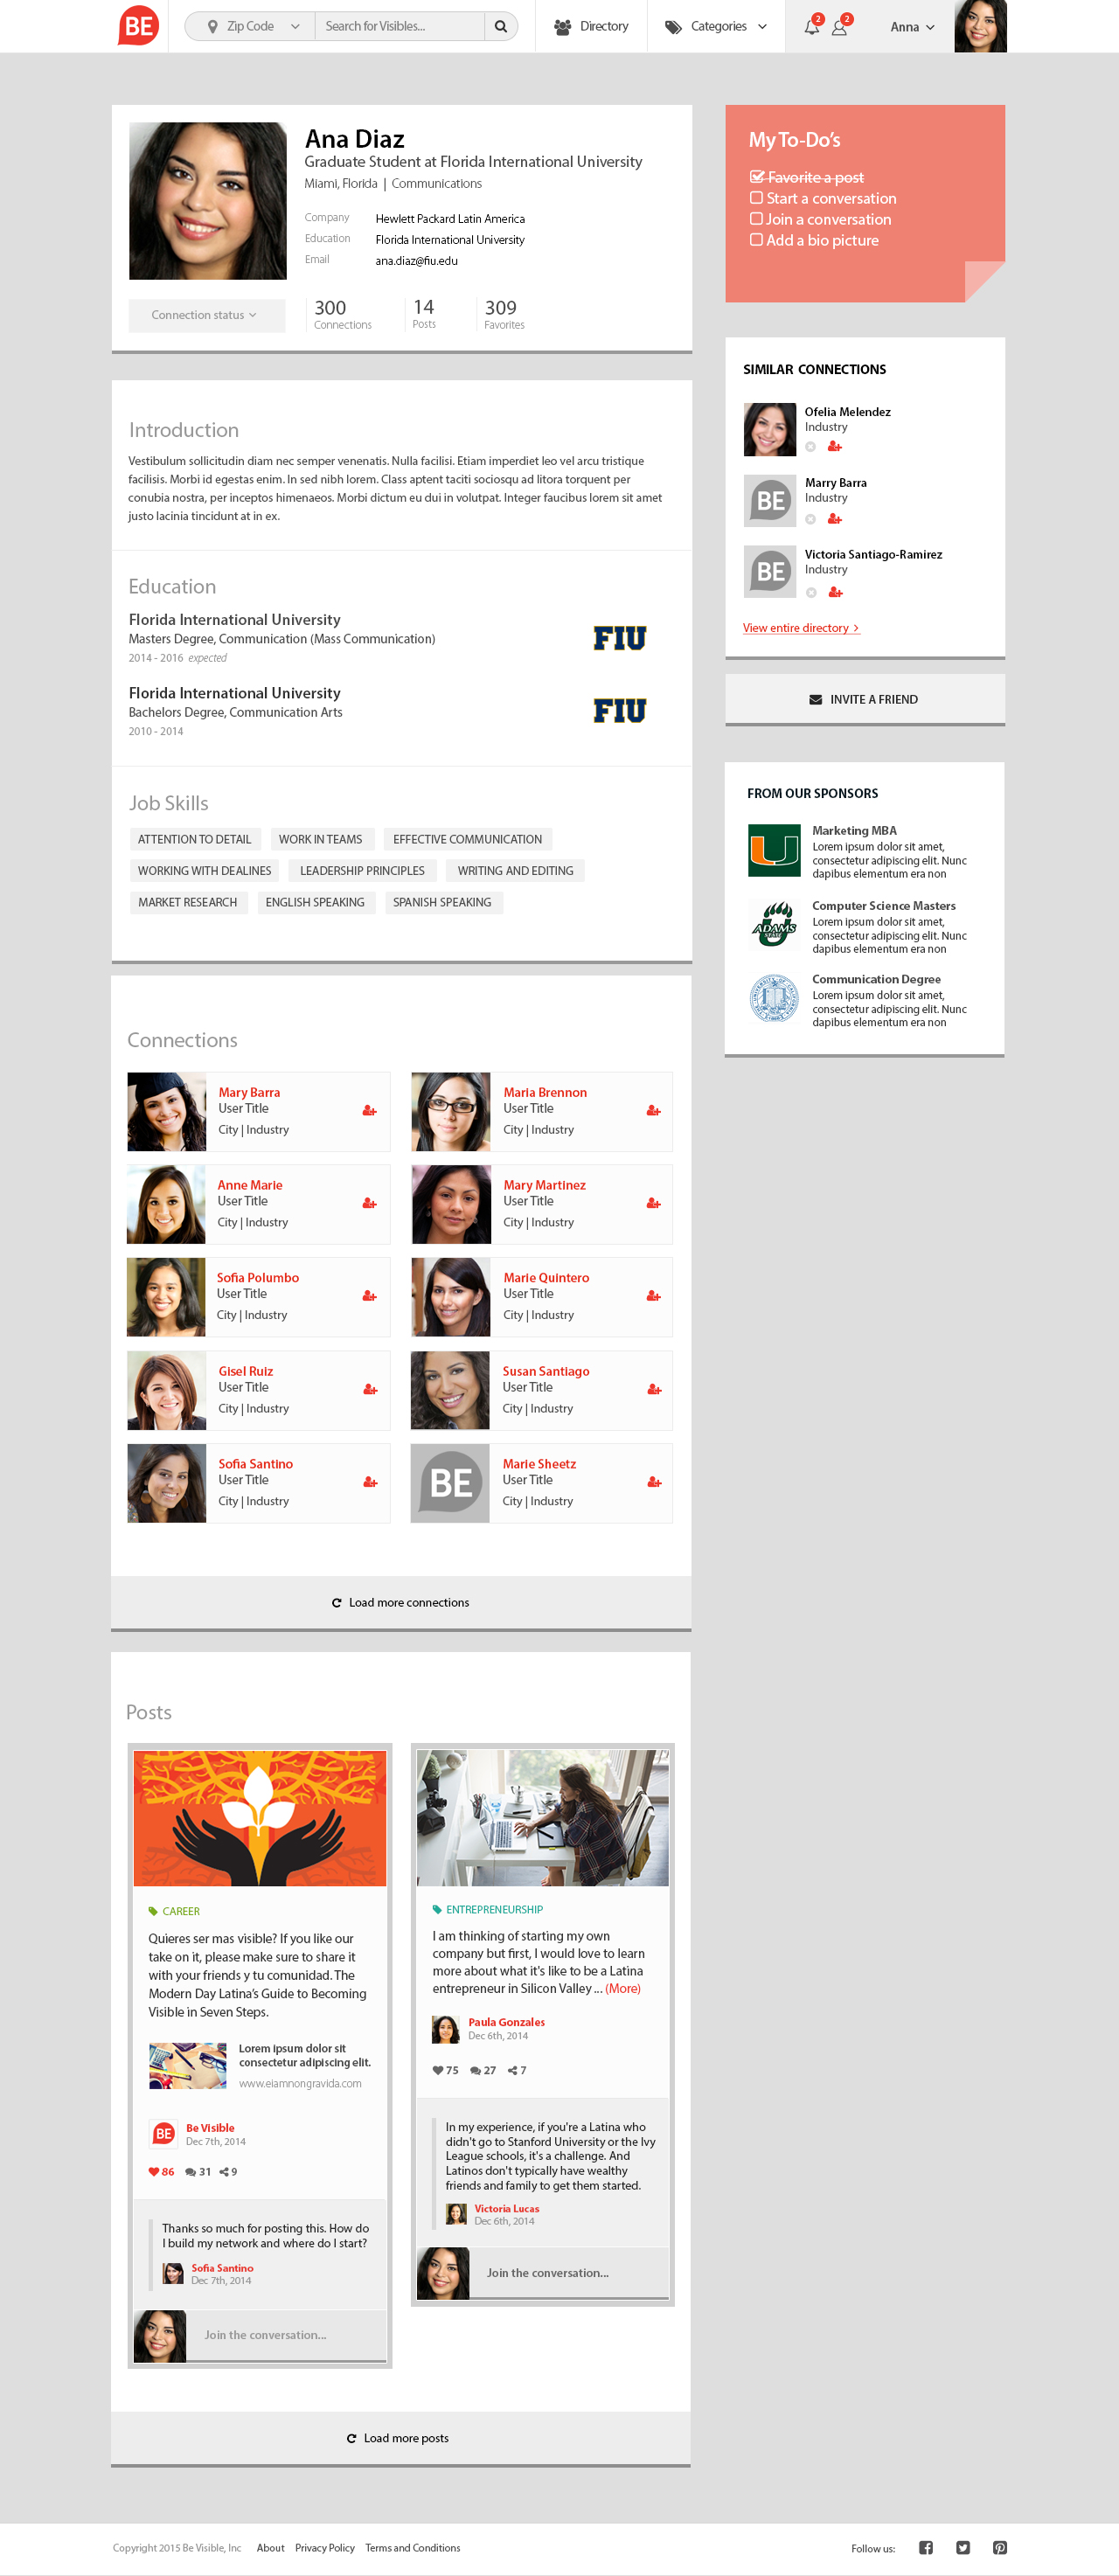 BE
Zip Code
Search for Visibles...
Directory
Categories
2
2
Anna
Ana Diaz
Graduate Student at Florida International University
Miami, Florida | Communications
Company Hewlett Packard Latin America
Education Florida International University
Email ana.diaz@fiu.edu
Connection status
300
Connections
14
Posts
309
Favorites
My To-Do’s
Favorite a post
Start a conversation
Join a conversation
Add a bio picture
Introduction
Vestibulum sollicitudin diam nec semper venenatis. Nulla facilisi. Etiam imperdiet leo vel arcu tristique
facilisis. Morbi id egestas enim. In sed nibh lorem. Class aptent taciti sociosqu ad litora torquent per
conubia nostra, per inceptos himenaeos. Morbi dictum eu dui in volutpat. Integer faucibus lorem sit amet
justo lacinia tincidunt at in ex.
Education
Florida International University
Masters Degree, Communication (Mass Communication)
2014 - 2016 expected
FIU
Florida International University
Bachelors Degree, Communication Arts
2010 - 2014
FIU
Job Skills
ATTENTION TO DETAIL WORK IN TEAMS EFFECTIVE COMMUNICATION
WORKING WITH DEALINES LEADERSHIP PRINCIPLES WRITING AND EDITING
MARKET RESEARCH ENGLISH SPEAKING SPANISH SPEAKING
SIMILAR CONNECTIONS
Ofelia Melendez
Industry
BE
Marry Barra
Industry
BE
Victoria Santiago-Ramirez
Industry
View entire directory >
INVITE A FRIEND
FROM OUR SPONSORS
Marketing MBA
Lorem ipsum dolor sit amet,
consectetur adipiscing elit. Nunc
dapibus elementum era non
ADAMS
STATE
Computer Science Masters
Lorem ipsum dolor sit amet,
consectetur adipiscing elit. Nunc
dapibus elementum era non
Communication Degree
Lorem ipsum dolor sit amet,
consectetur adipiscing elit. Nunc
dapibus elementum era non
Connections
Mary Barra
User Title
City | Industry
Maria Brennon
User Title
City | Industry
Anne Marie
User Title
City | Industry
Mary Martinez
User Title
City | Industry
Sofia Polumbo
User Title
City | Industry
Marie Quintero
User Title
City | Industry
Gisel Ruiz
User Title
City | Industry
Susan Santiago
User Title
City | Industry
Sofia Santino
User Title
City | Industry
BE
Marie Sheetz
User Title
City | Industry
Load more connections
Posts
CAREER
Quieres ser mas visible? If you like our
take on it, please make sure to share it
with your friends y tu comunidad. The
Modern Day Latina’s Guide to Becoming
Visible in Seven Steps.
Lorem ipsum dolor sit
consectetur adipiscing elit.
www.eiamnongravida.com
BE
Be Visible
Dec 7th, 2014
86 31 9
Thanks so much for posting this. How do
I build my network and where do I start?
Sofia Santino
Dec 7th, 2014
Join the conversation...
ENTREPRENEURSHIP
I am thinking of starting my own
company but first, I would love to learn
more about what it's like to be a Latina
entrepreneur in Silicon Valley ... (More)
Paula Gonzales
Dec 6th, 2014
75 27 7
In my experience, if you're a Latina who
didn't go to Stanford University or the Ivy
League schools, it's a challenge. And
Latinos don't typically have wealthy
friends and family to get them started.
Victoria Lucas
Dec 6th, 2014
Join the conversation...
Load more posts
Copyright 2015 Be Visible, Inc About Privacy Policy Terms and Conditions
Follow us: